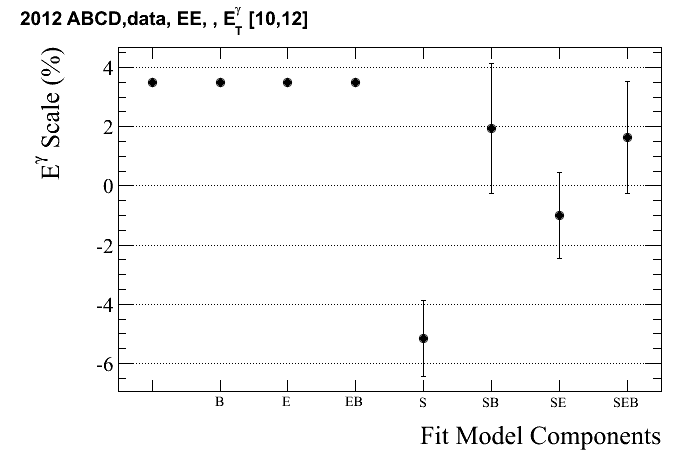 2012 ABCD,data, EE, , E_T^γ [10,12]
E^γ Scale (%)
4
2
0
-2
-4
-6
B E EB S SB SE SEB
Fit Model Components